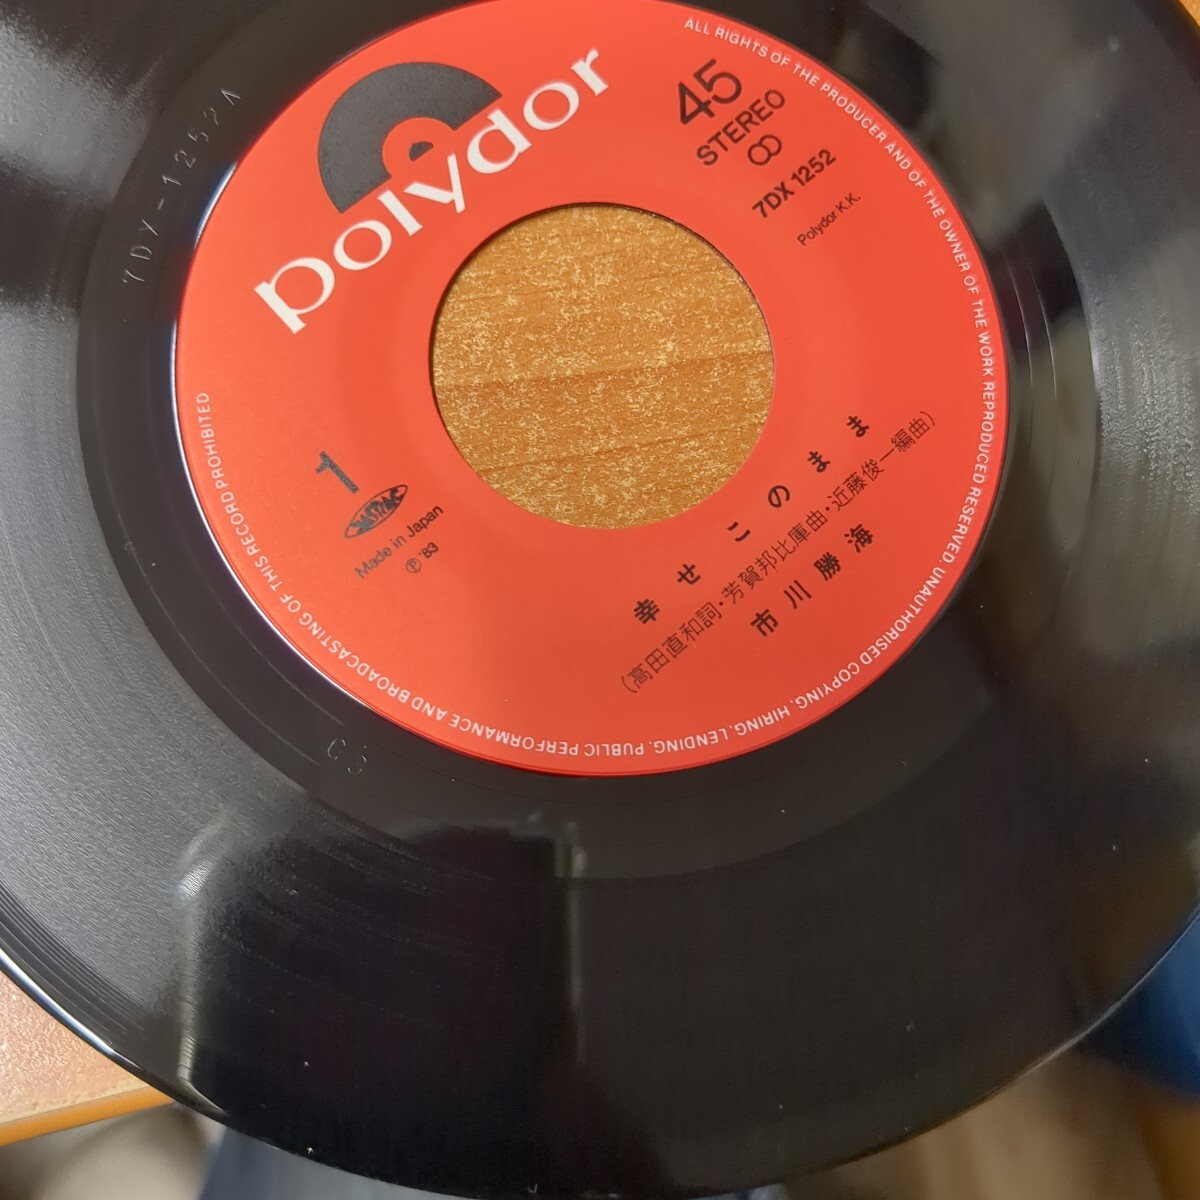 polydor
45
STEREO
7DX 1252
Polydor K.K.
1
JASRAC
Made in Japan
Ⓟ'83
幸せこのまま
(高田直和詞・芳賀邦比庫曲・近藤俊一編曲)
市川勝海
ALL RIGHTS OF THE PRODUCER AND OF THE OWNER OF THE WORK REPRODUCED RESERVED. UNAUTHORISED COPYING, HIRING, LENDING, PUBLIC PERFORMANCE AND BROADCASTING OF THIS RECORD PROHIBITED
7DX-1252A